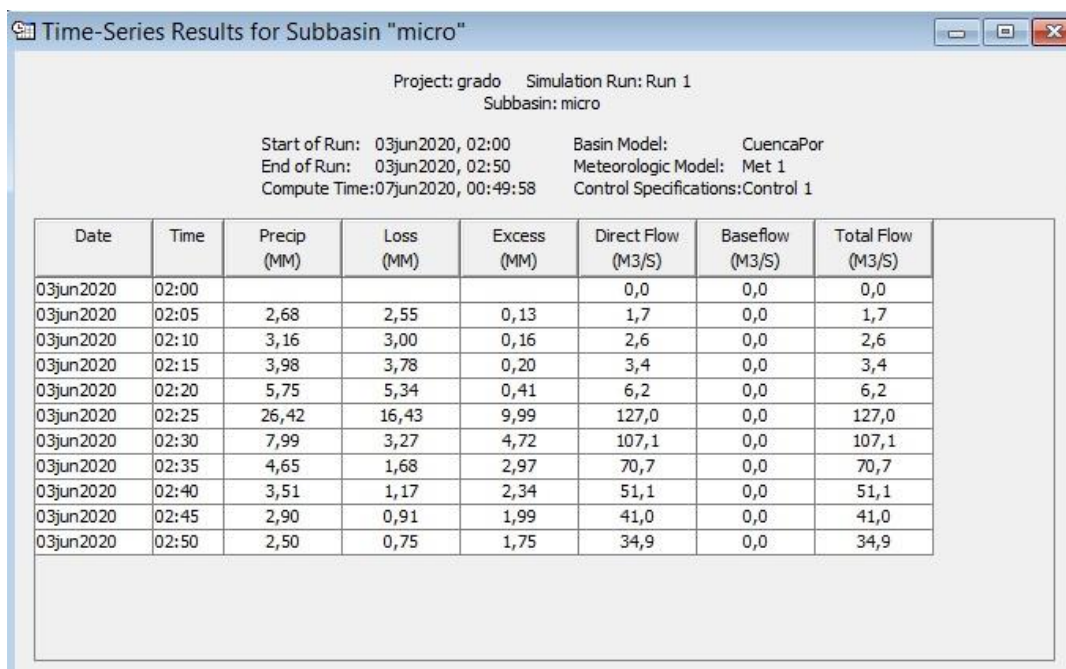 Time-Series Results for Subbasin "micro"
Project: grado Simulation Run: Run 1
Subbasin: micro
Start of Run: 03jun2020, 02:00 Basin Model: CuencaPor
End of Run: 03jun2020, 02:50 Meteorologic Model: Met 1
Compute Time:07jun2020, 00:49:58 Control Specifications:Control 1
Date Time Precip Loss Excess Direct Flow Baseflow Total Flow
(MM) (MM) (MM) (M3/S) (M3/S) (M3/S)
03jun2020 02:00 0,0 0,0 0,0
03jun2020 02:05 2,68 2,55 0,13 1,7 0,0 1,7
03jun2020 02:10 3,16 3,00 0,16 2,6 0,0 2,6
03jun2020 02:15 3,98 3,78 0,20 3,4 0,0 3,4
03jun2020 02:20 5,75 5,34 0,41 6,2 0,0 6,2
03jun2020 02:25 26,42 16,43 9,99 127,0 0,0 127,0
03jun2020 02:30 7,99 3,27 4,72 107,1 0,0 107,1
03jun2020 02:35 4,65 1,68 2,97 70,7 0,0 70,7
03jun2020 02:40 3,51 1,17 2,34 51,1 0,0 51,1
03jun2020 02:45 2,90 0,91 1,99 41,0 0,0 41,0
03jun2020 02:50 2,50 0,75 1,75 34,9 0,0 34,9